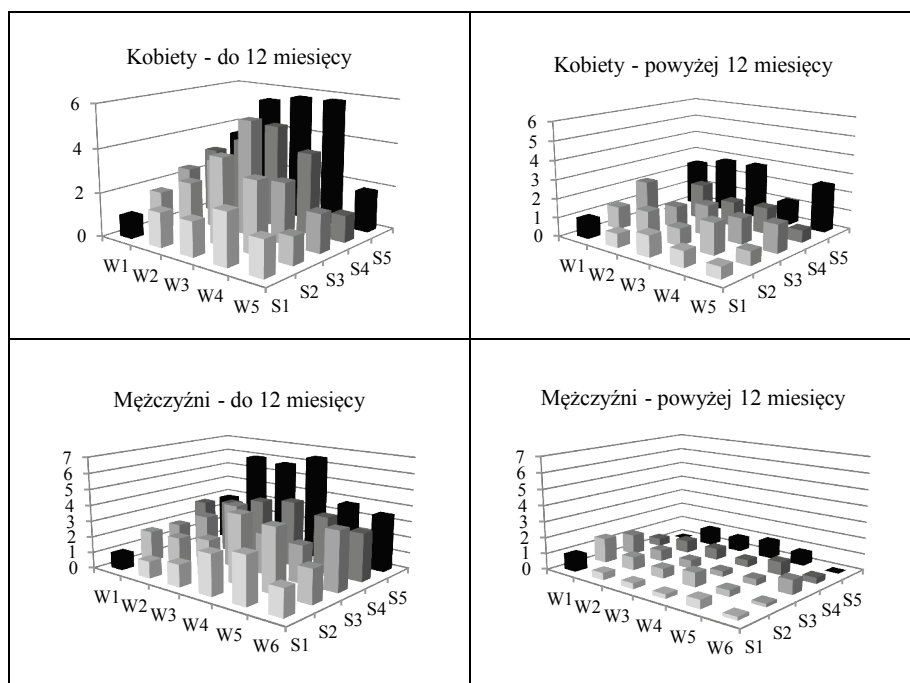 Kobiety - do 12 miesięcy
6
4
2
0
W1
W2
W3
W4
W5
S1
S2
S3
S4
S5
Kobiety - powyżej 12 miesięcy
6
5
4
3
2
1
0
W1
W2
W3
W4
W5
S1
S2
S3
S4
S5
Mężczyźni - do 12 miesięcy
7
6
5
4
3
2
1
0
W1
W2
W3
W4
W5
W6
S1
S2
S3
S4
S5
Mężczyźni - powyżej 12 miesięcy
7
6
5
4
3
2
1
0
W1
W2
W3
W4
W5
W6
S1
S2
S3
S4
S5